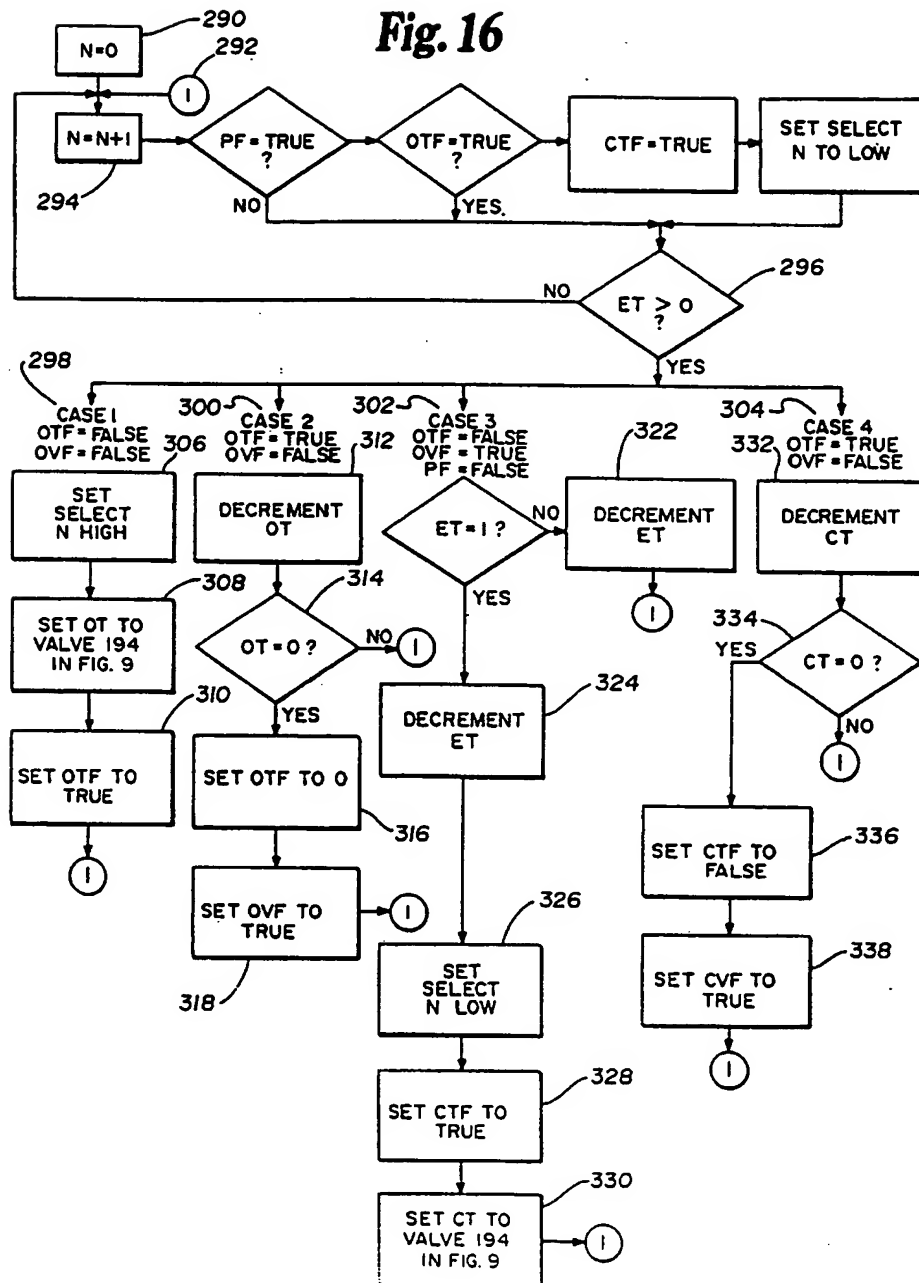 Fig. 16
290
N=0
292
1
N=N+1
294
PF=TRUE
?
NO
OTF=TRUE
?
YES.
CTF=TRUE
SET SELECT
N TO LOW
296
ET > 0
?
NO
YES
298
CASE 1
OTF=FALSE
OVF=FALSE
306
SET
SELECT
N HIGH
308
SET OT TO
VALVE 194
IN FIG. 9
310
SET OTF TO
TRUE
1
300
CASE 2
OTF=TRUE
OVF=FALSE
312
DECREMENT
OT
314
OT=0?
NO
1
YES
SET OTF TO 0
316
SET OVF TO
TRUE
1
318
302
CASE 3
OTF=FALSE
OVF=TRUE
PF=FALSE
ET=1?
NO
322
DECREMENT
ET
1
YES
324
DECREMENT
ET
326
SET
SELECT
N LOW
328
SET CTF TO
TRUE
330
SET CT TO
VALVE 194
IN FIG. 9
1
304
CASE 4
OTF=TRUE
OVF=FALSE
332
DECREMENT
CT
334
CT=0?
YES
NO
1
336
SET CTF TO
FALSE
338
SET CVF TO
TRUE
1